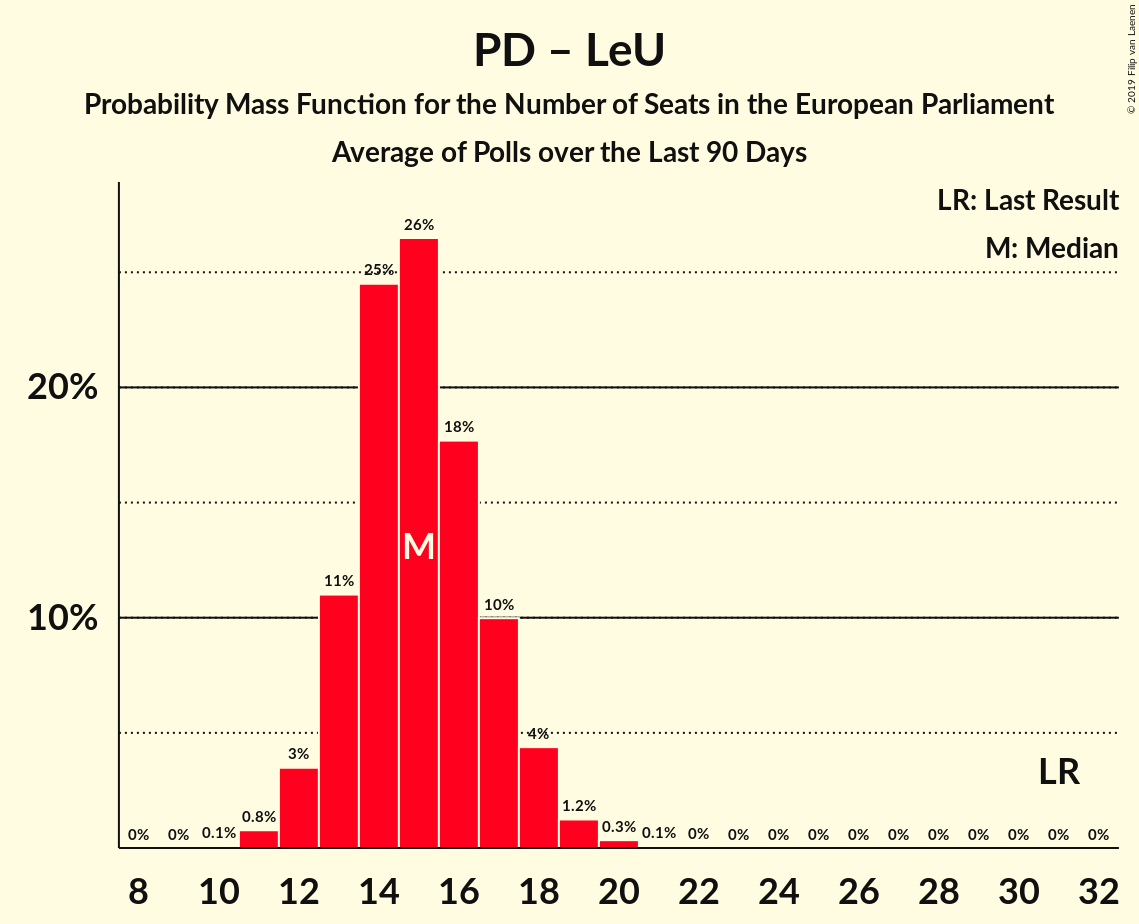 PD – LeU
Probability Mass Function for the Number of Seats in the European Parliament
Average of Polls over the Last 90 Days
© 2019 Filip van Laenen
LR: Last Result
M: Median
26%
25%
20%
18%
M
11%
10%
10%
4%
3%
LR
1.2%
0.8%
0.3%
0% 0% 0.1% 0.1% 0% 0% 0% 0% 0% 0% 0% 0% 0% 0% 0%
8 10 12 14 16 18 20 22 24 26 28 30 32